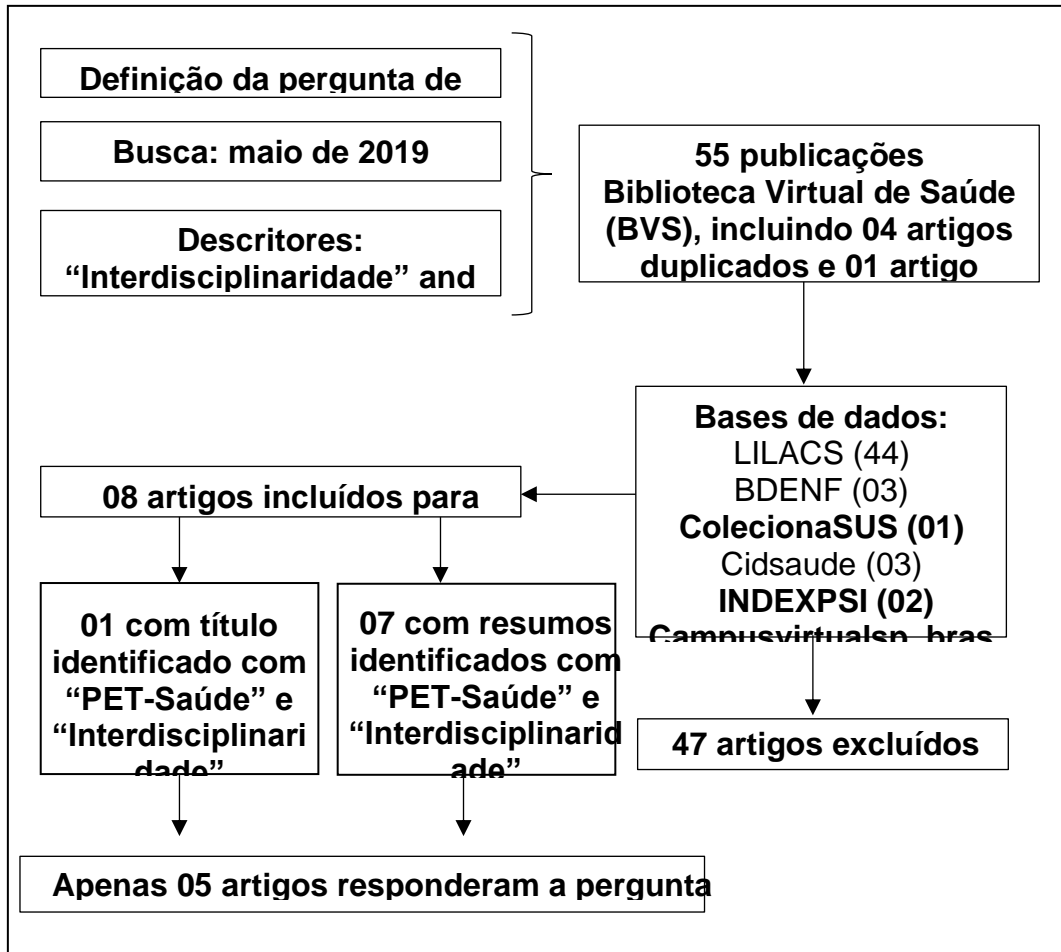 Definição da pergunta de
Busca: maio de 2019
Descritores:
“Interdisciplinaridade” and
55 publicações
Biblioteca Virtual de Saúde
(BVS), incluindo 04 artigos
duplicados e 01 artigo
Bases de dados:
LILACS (44)
BDENF (03)
ColecionaSUS (01)
Cidsaude (03)
INDEXPSI (02)
Campusvirtualsp_bras
08 artigos incluídos para
01 com título
identificado com
“PET-Saúde” e
“Interdisciplinari
dade”
07 com resumos
identificados com
“PET-Saúde” e
“Interdisciplinarid
ade”
47 artigos excluídos
Apenas 05 artigos responderam a pergunta